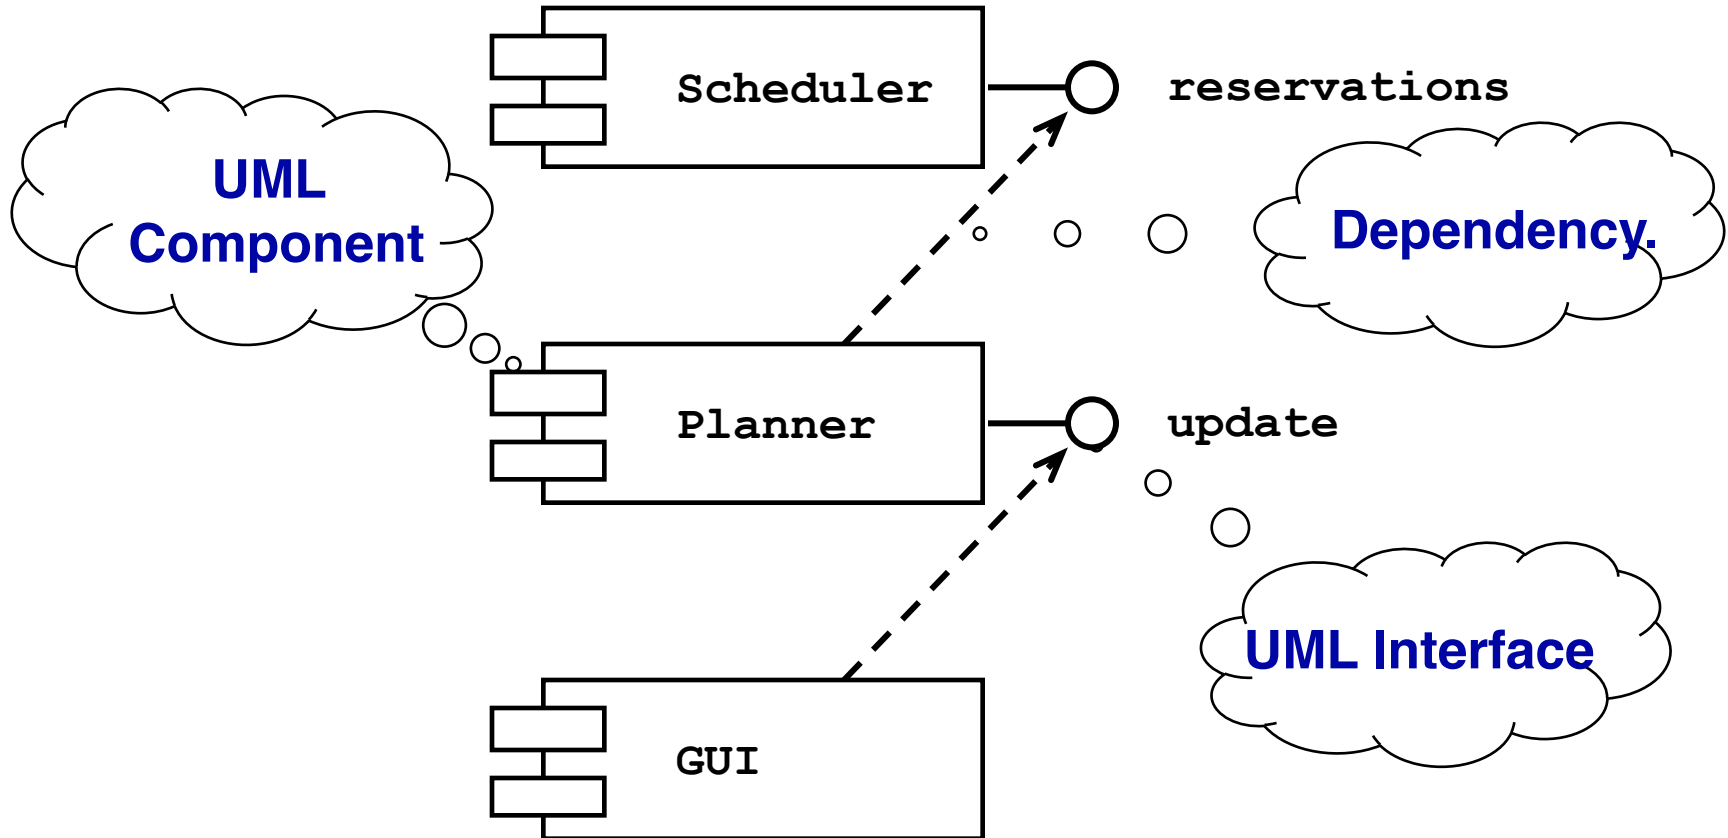 Scheduler
reservations
UML
Component
Dependency.
Planner
update
UML Interface
GUI